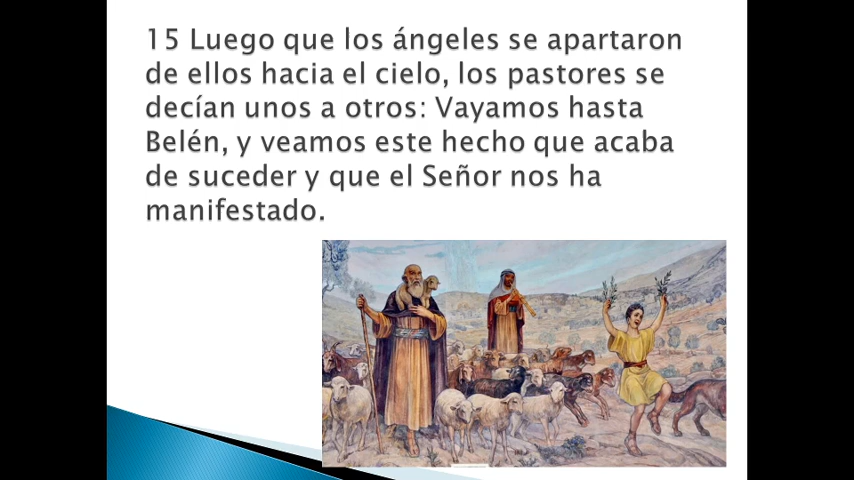 15 Luego que los ángeles se apartaron
de ellos hacia el cielo, los pastores se
decían unos a otros: Vayamos hasta
Belén, y veamos este hecho que acaba
de suceder y que el Señor nos ha
manifestado.